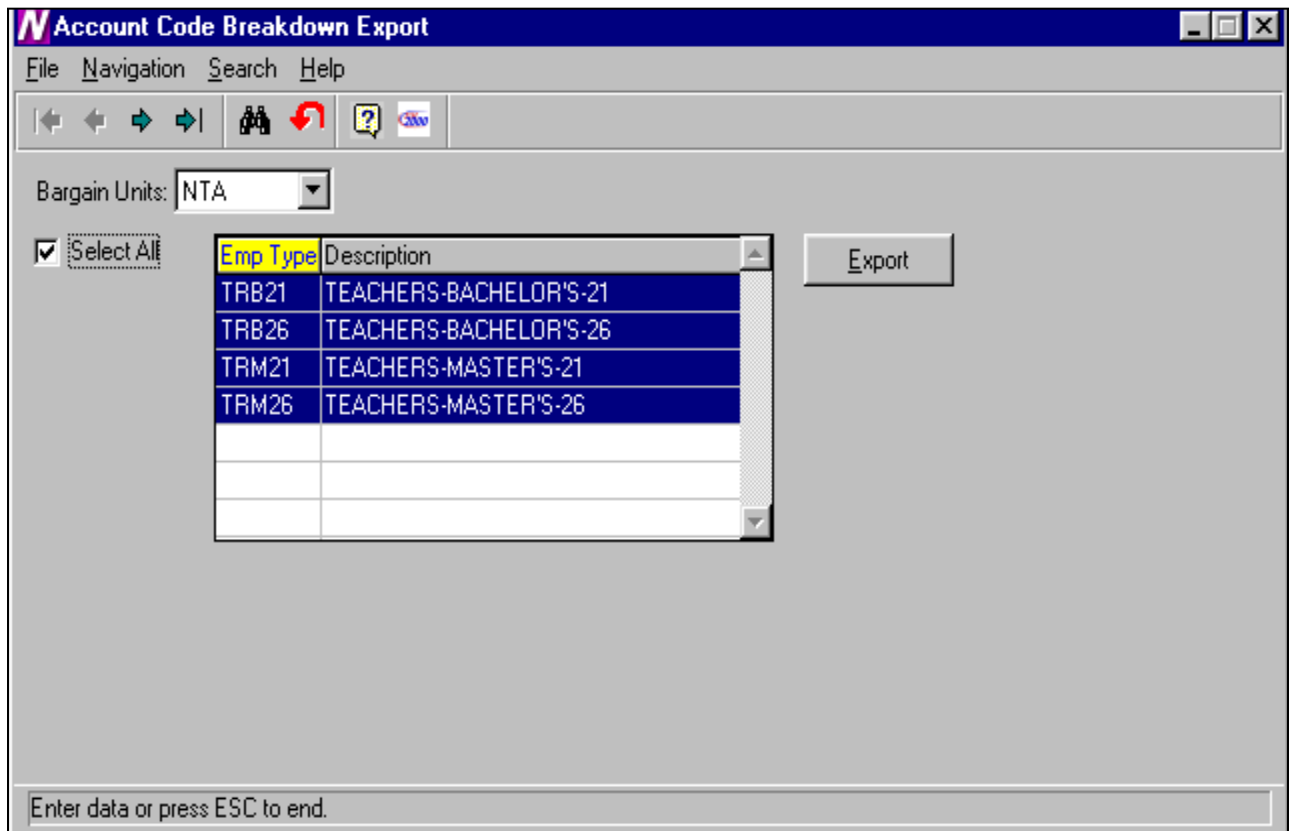 Account Code Breakdown Export
File Navigation Search Help
Bargain Units: NTA
Select All
Emp Type Description
Export
TRB21 TEACHERS-BACHELOR'S-21
TRB26 TEACHERS-BACHELOR'S-26
TRM21 TEACHERS-MASTER'S-21
TRM26 TEACHERS-MASTER'S-26
Enter data or press ESC to end.